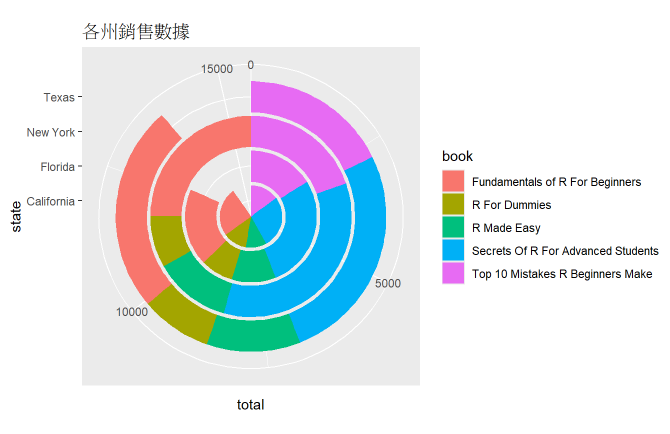 各州銷售數據
0
15000
5000
10000
Texas
New York
Florida
California
state
total
book
Fundamentals of R For Beginners
R For Dummies
R Made Easy
Secrets Of R For Advanced Students
Top 10 Mistakes R Beginners Make